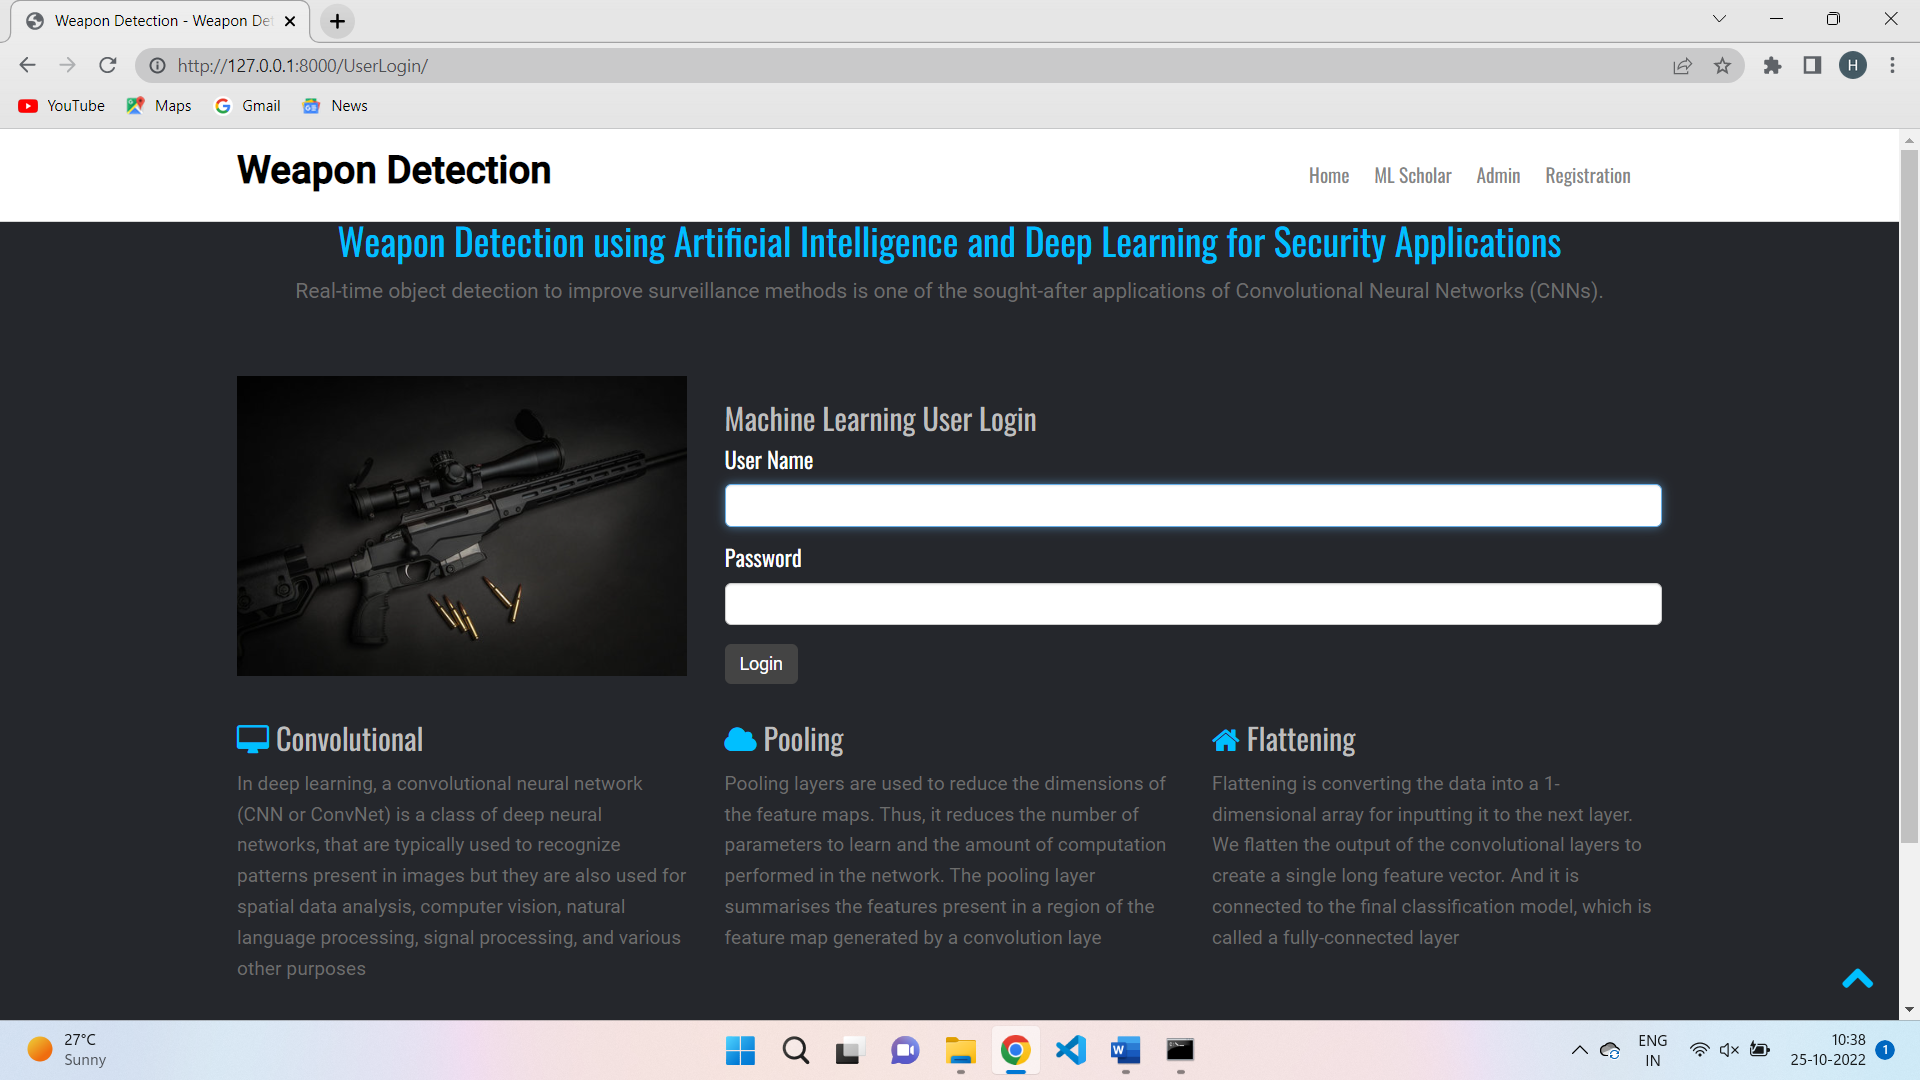 Weapon Detection - Weapon De
http://127.0.0.1:8000/UserLogin/
H
YouTube
Maps
Gmail
News
Weapon Detection
Home
ML Scholar
Admin
Registration
Weapon Detection using Artificial Intelligence and Deep Learning for Security Applications
Real-time object detection to improve surveillance methods is one of the sought-after applications of Convolutional Neural Networks (CNNs).
Machine Learning User Login
User Name
Password
Login
Convolutional
In deep learning, a convolutional neural network
(CNN or ConvNet) is a class of deep neural
networks, that are typically used to recognize
patterns present in images but they are also used for
spatial data analysis, computer vision, natural
language processing, signal processing, and various
other purposes
Pooling
Pooling layers are used to reduce the dimensions of
the feature maps. Thus, it reduces the number of
parameters to learn and the amount of computation
performed in the network. The pooling layer
summarises the features present in a region of the
feature map generated by a convolution laye
Flattening
Flattening is converting the data into a 1-
dimensional array for inputting it to the next layer.
We flatten the output of the convolutional layers to
create a single long feature vector. And it is
connected to the final classification model, which is
called a fully-connected layer
27°C
Sunny
ENG
IN
10:38
25-10-2022
1